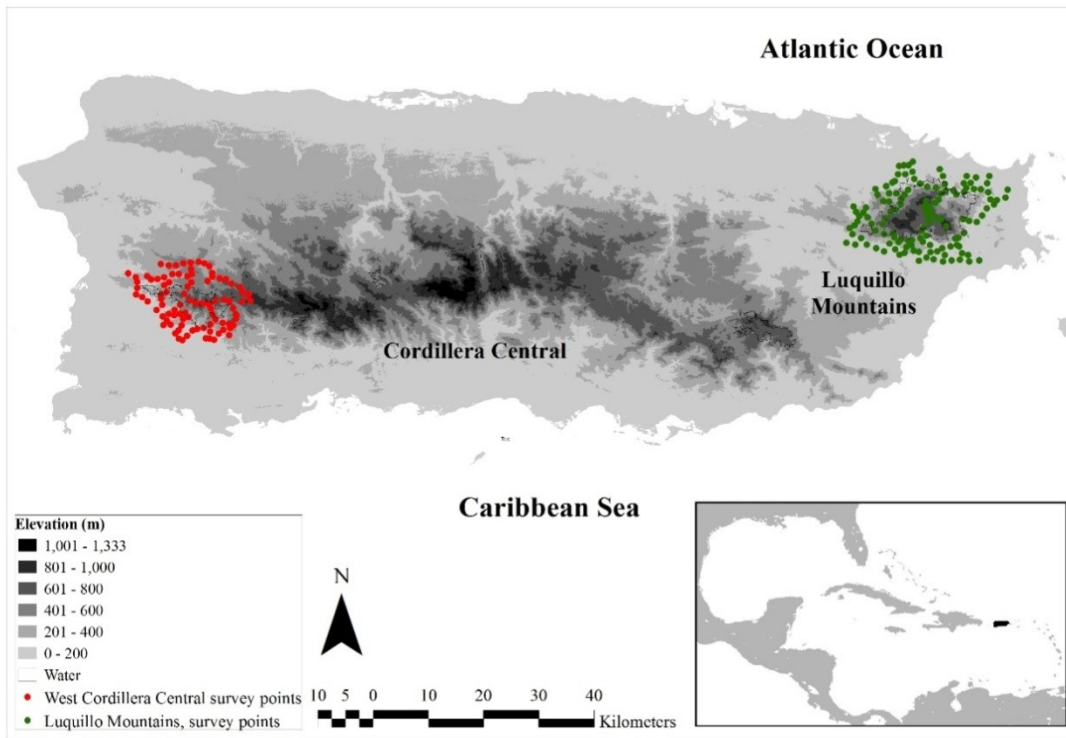 Atlantic Ocean
Luquillo
Mountains
Cordillera Central
Caribbean Sea
Elevation (m)
1,001 - 1,333
801 - 1,000
601 - 800
401 - 600
201 - 400
0 - 200
Water
West Cordillera Central survey points
Luquillo Mountains, survey points
N
10 5 0 10 20 30 40
Kilometers